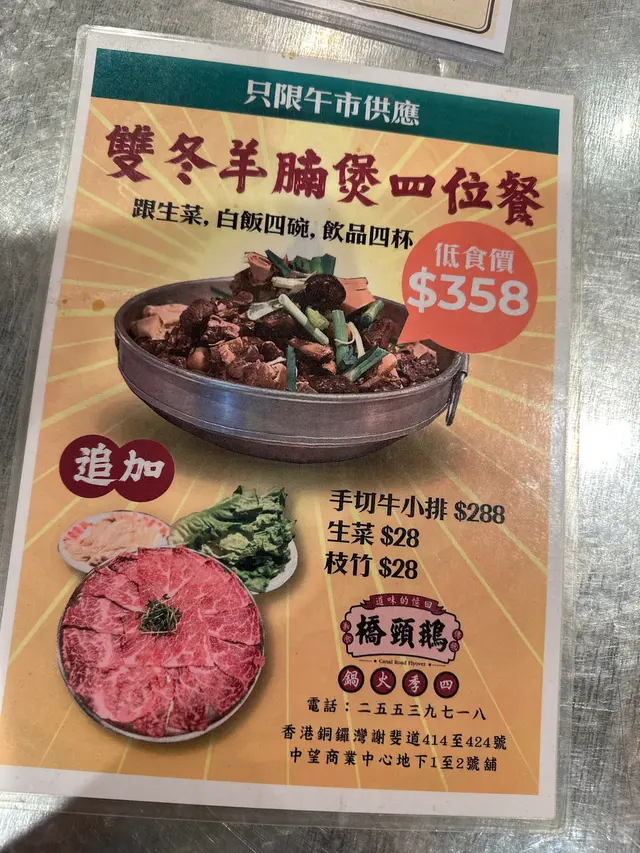 只限午市供應
雙冬羊腩煲四位餐
跟生菜, 白飯四碗, 飲品四杯
低食價
$358
追加
手切牛小排 $288
生菜 $28
枝竹 $28
回憶的味道
橋頭鵝
Canal Road Flyover
鍋火季四
電話：二五五三九七一八
香港銅鑼灣謝斐道414至424號
中望商業中心地下1至2號舖